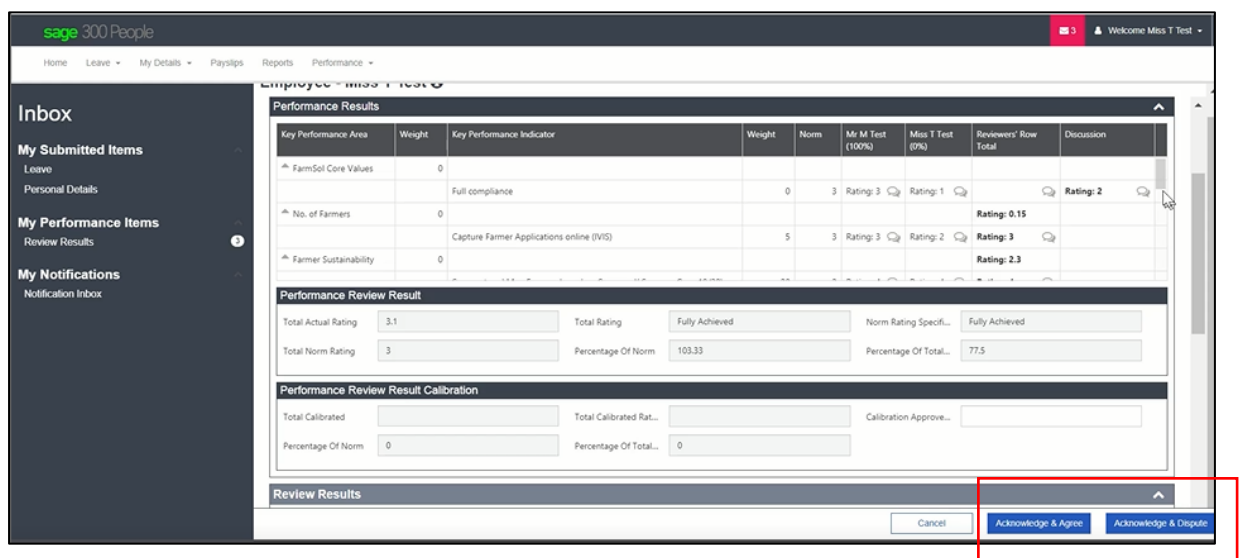 sage 300 People
3 Welcome Miss T Test
Home Leave My Details Payslips Reports Performance
Employee - Miss T Test
Inbox
My Submitted Items
Leave
Personal Details
My Performance Items
Review Results 3
My Notifications
Notification Inbox
Performance Results
Key Performance Area Weight Key Performance Indicator Weight Norm Mr M Test (100%) Miss T Test (0%) Reviewers' Row Total Discussion
FarmSol Core Values 0
Full compliance 0 3 Rating: 3 Rating: 1 Rating: 2
No. of Farmers 0 Rating: 0.15
Capture Farmer Applications online (IVIS) 5 3 Rating: 3 Rating: 2 Rating: 3
Farmer Sustainability 0 Rating: 2.3
Performance Review Result
Total Actual Rating 3.1 Total Rating Fully Achieved Norm Rating Specifi... Fully Achieved
Total Norm Rating 3 Percentage Of Norm 103.33 Percentage Of Total... 77.5
Performance Review Result Calibration
Total Calibrated Total Calibrated Rat... Calibration Approve...
Percentage Of Norm 0 Percentage Of Total... 0
Review Results
Cancel Acknowledge & Agree Acknowledge & Dispute